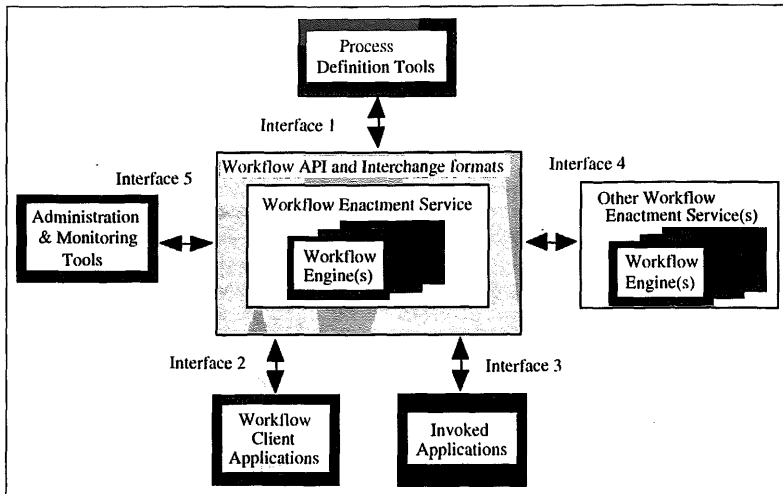 Process
Definition Tools
Interface 1
Workflow API and Interchange formats
Interface 4
Interface 5
Workflow Enactment Service
Workflow
Engine(s)
Administration
& Monitoring
Tools
Other Workflow
Enactment Service(s)
Workflow
Engine(s)
Interface 2
Interface 3
Workflow
Client
Applications
Invoked
Applications